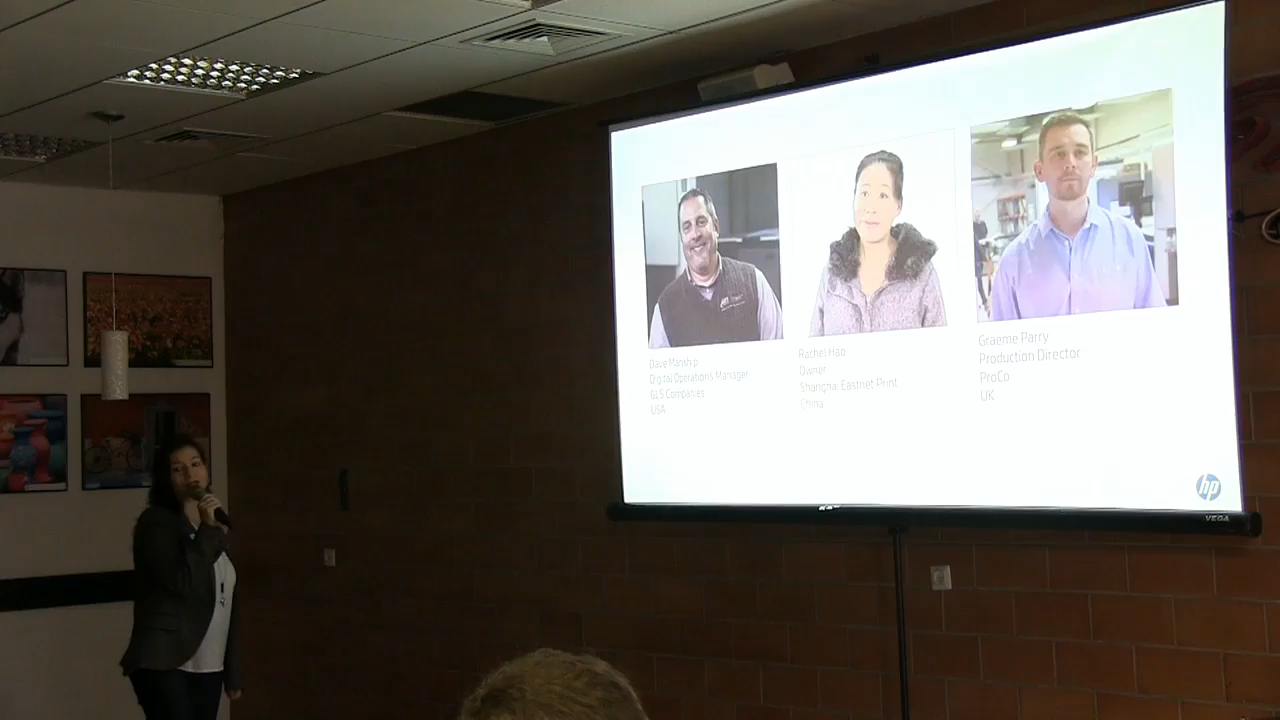 Dave Manship
Digital Operations Manager
GLS Companies
USA
Rachel Hao
Owner
Shanghai Eastnet Print
China
Graeme Parry
Production Director
ProCo
UK
hp
VEGA